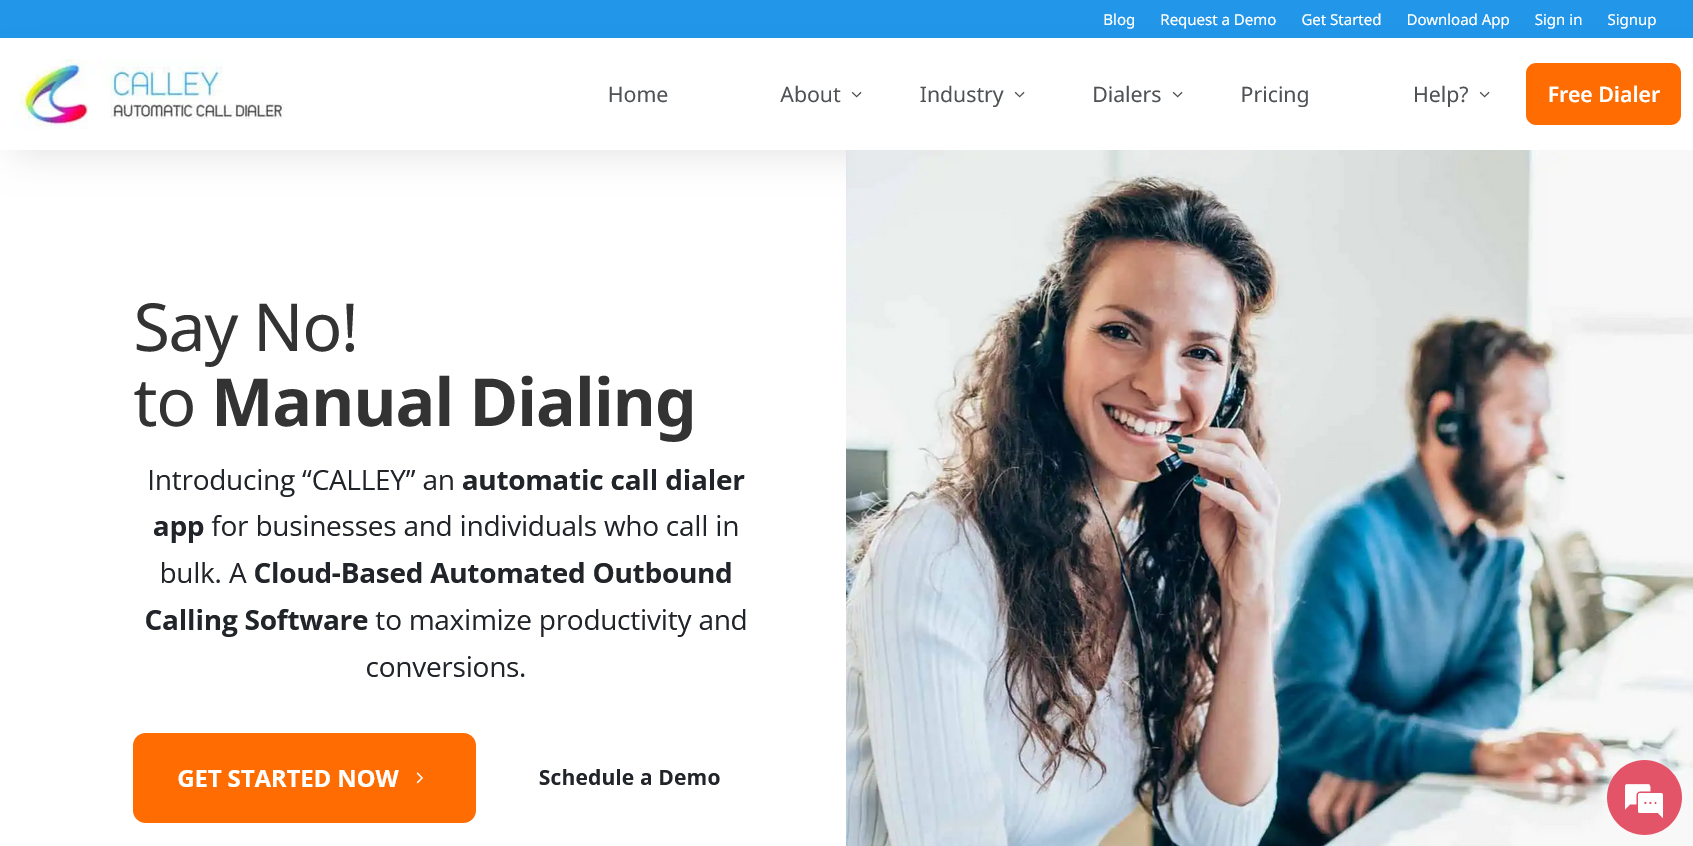 Blog Request a Demo Get Started Download App Sign in Signup
CALLEY
AUTOMATIC CALL DIALER
Home About Industry Dialers Pricing Help? Free Dialer
Say No!
to Manual Dialing
Introducing “CALLEY” an automatic call dialer
app for businesses and individuals who call in
bulk. A Cloud-Based Automated Outbound
Calling Software to maximize productivity and
conversions.
GET STARTED NOW
Schedule a Demo